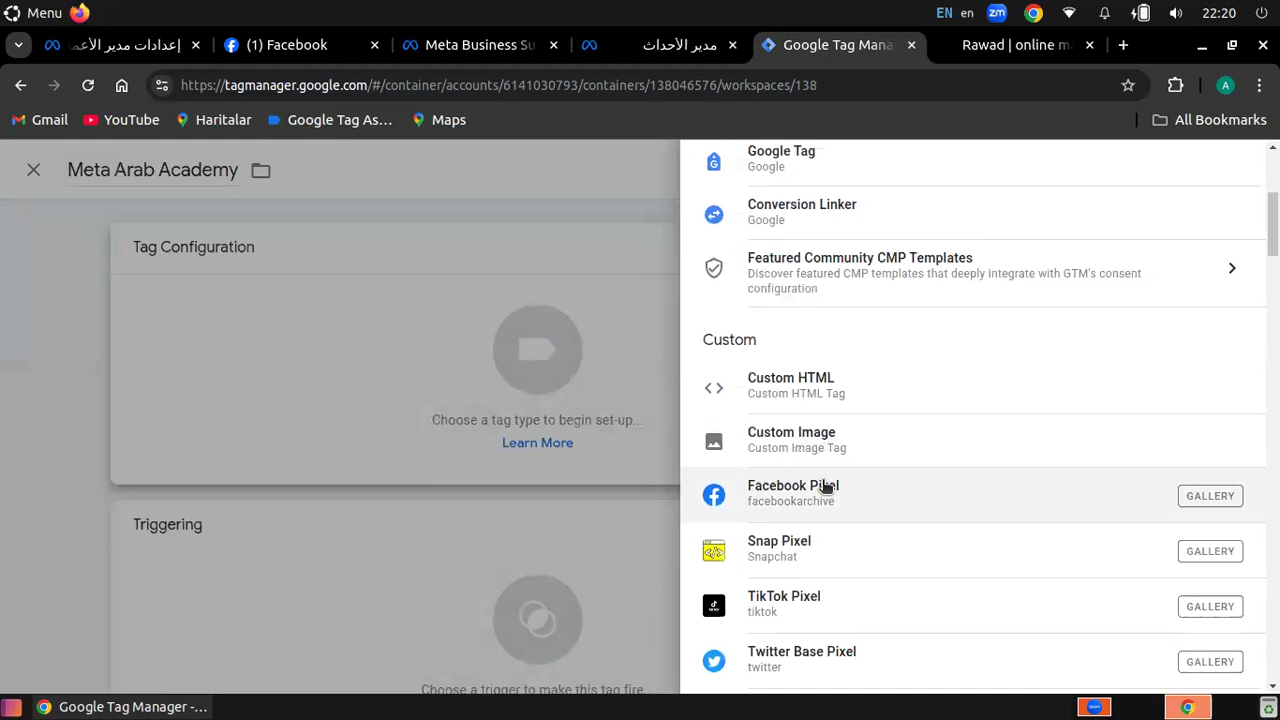 Menu
EN en zm 22:20
إعدادات مدير الأعم
(1) Facebook
Meta Business Su
مدير الأحداث
Google Tag Mana
Rawad | online m
https://tagmanager.google.com/#/container/accounts/6141030793/containers/138046576/workspaces/138
A
Gmail
YouTube
Haritalar
Google Tag As...
Maps
All Bookmarks
Meta Arab Academy
Tag Configuration
Choose a tag type to begin set-up...
Learn More
Triggering
Choose a trigger to make this tag fire...
Google Tag
Google
Conversion Linker
Google
Featured Community CMP Templates
Discover featured CMP templates that deeply integrate with GTM's consent
configuration
Custom
Custom HTML
Custom HTML Tag
Custom Image
Custom Image Tag
Facebook Pixel
facebookarchive
GALLERY
Snap Pixel
Snapchat
GALLERY
TikTok Pixel
tiktok
GALLERY
Twitter Base Pixel
twitter
GALLERY
Google Tag Manager -...